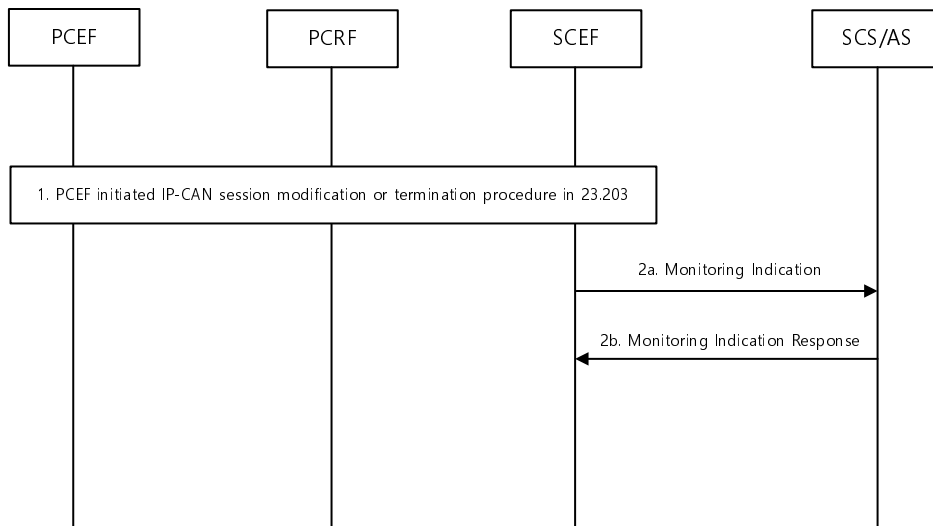 PCEF
PCRF
SCEF
SCS/AS
1. PCEF initiated IP-CAN session modification or termination procedure in 23.203
2a. Monitoring Indication
2b. Monitoring Indication Response